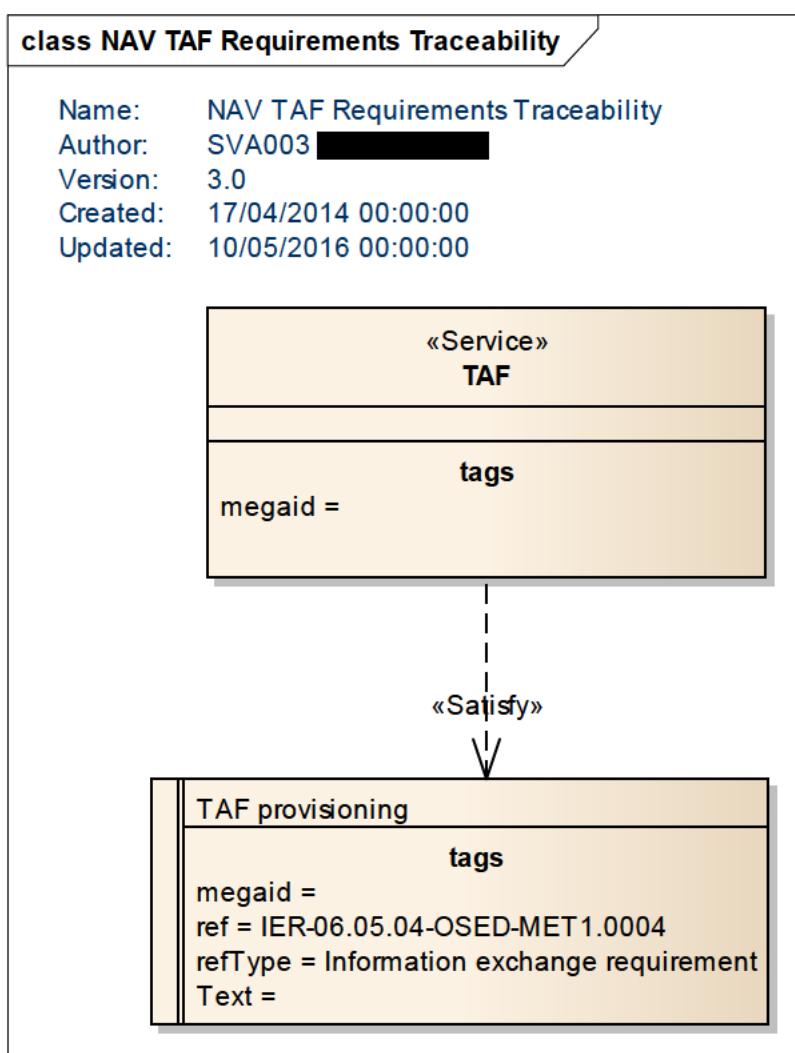 class NAV TAF Requirements Traceability
Name: NAV TAF Requirements Traceability
Author: SVA003
Version: 3.0
Created: 17/04/2014 00:00:00
Updated: 10/05/2016 00:00:00
«Service»
TAF
tags
megaid =
«Satisfy»
TAF provisioning
tags
megaid =
ref = IER-06.05.04-OSED-MET1.0004
refType = Information exchange requirement
Text =